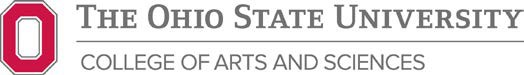 THE OHIO STATE UNIVERSITY
COLLEGE OF ARTS AND SCIENCES